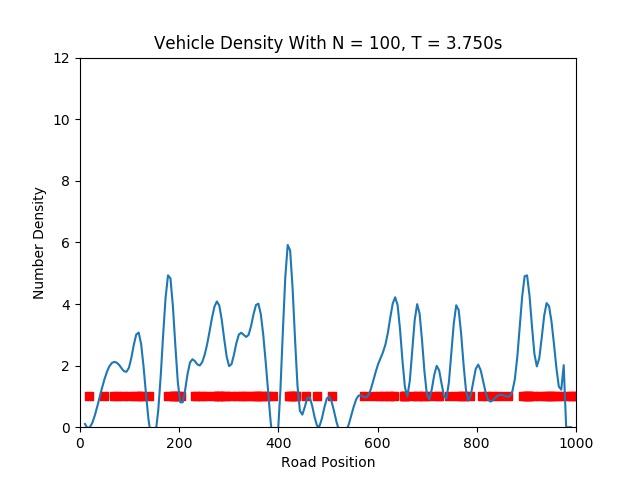 Vehicle Density With N = 100, T = 3.750s
12
10
8
6
4
2
0
Number Density
0 200 400 600 800 1000
Road Position